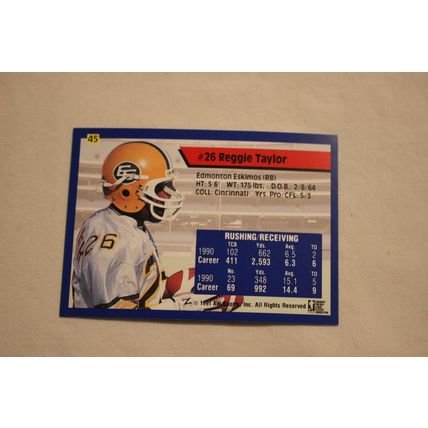 45
#26 Reggie Taylor
Edmonton Eskimos (RB)
HT: 5'6" WT: 175 lbs. D.O.B.: 2/8/64
COLL: Cincinnati Yrs. Pro/CFL: 5/3
RUSHING/RECEIVING
TCB Yds. Avg. TD
1990 102 662 6.5 2
Career 411 2,593 6.3 6
No. Yds. Avg. TD
1990 23 348 15.1 5
Career 69 992 14.4 9
© 1991 AW Sports, Inc. All Rights Reserved
26
EE